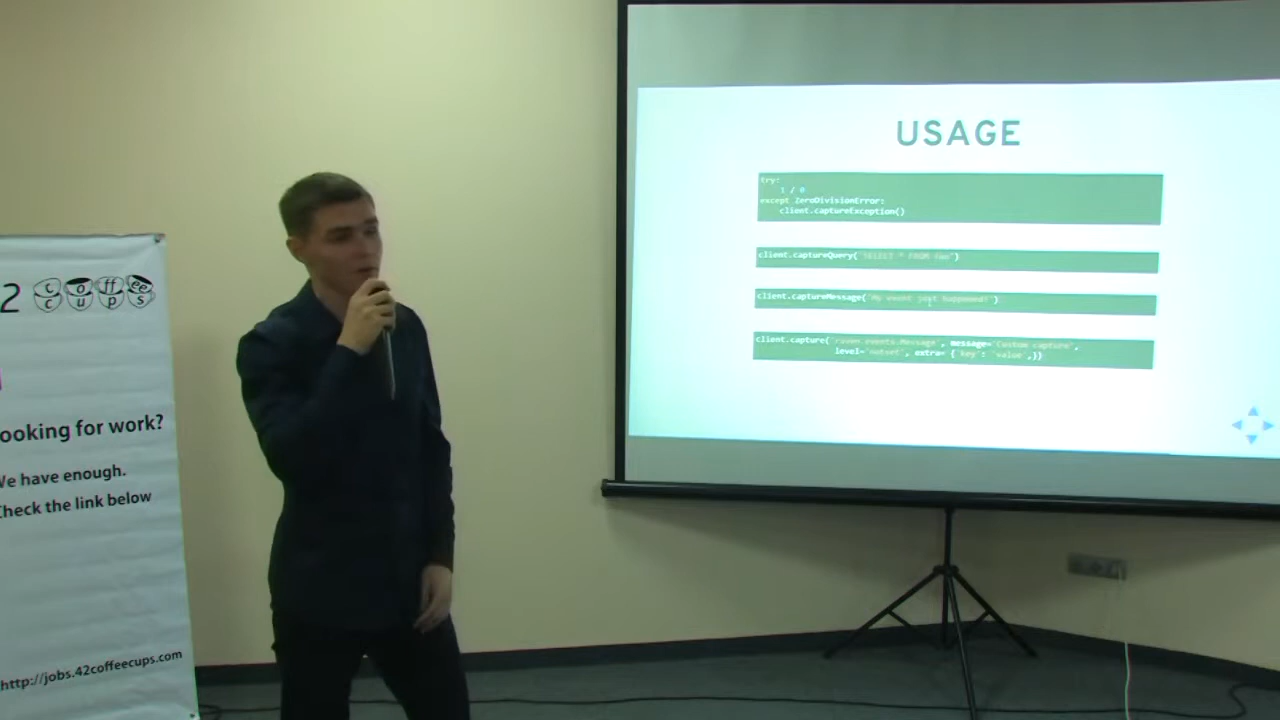 2 c o ff ee
c u p s
ooking for work?
We have enough.
Check the link below
http://jobs.42coffeecups.com
USAGE
try:
1 / 0
except ZeroDivisionError:
client.captureException()
client.captureQuery('SELECT * FROM foo')
client.captureMessage('My event just happened!')
client.capture('raven.events.Message', message='Custom capture',
level='notset', extra= { 'key': 'value',})